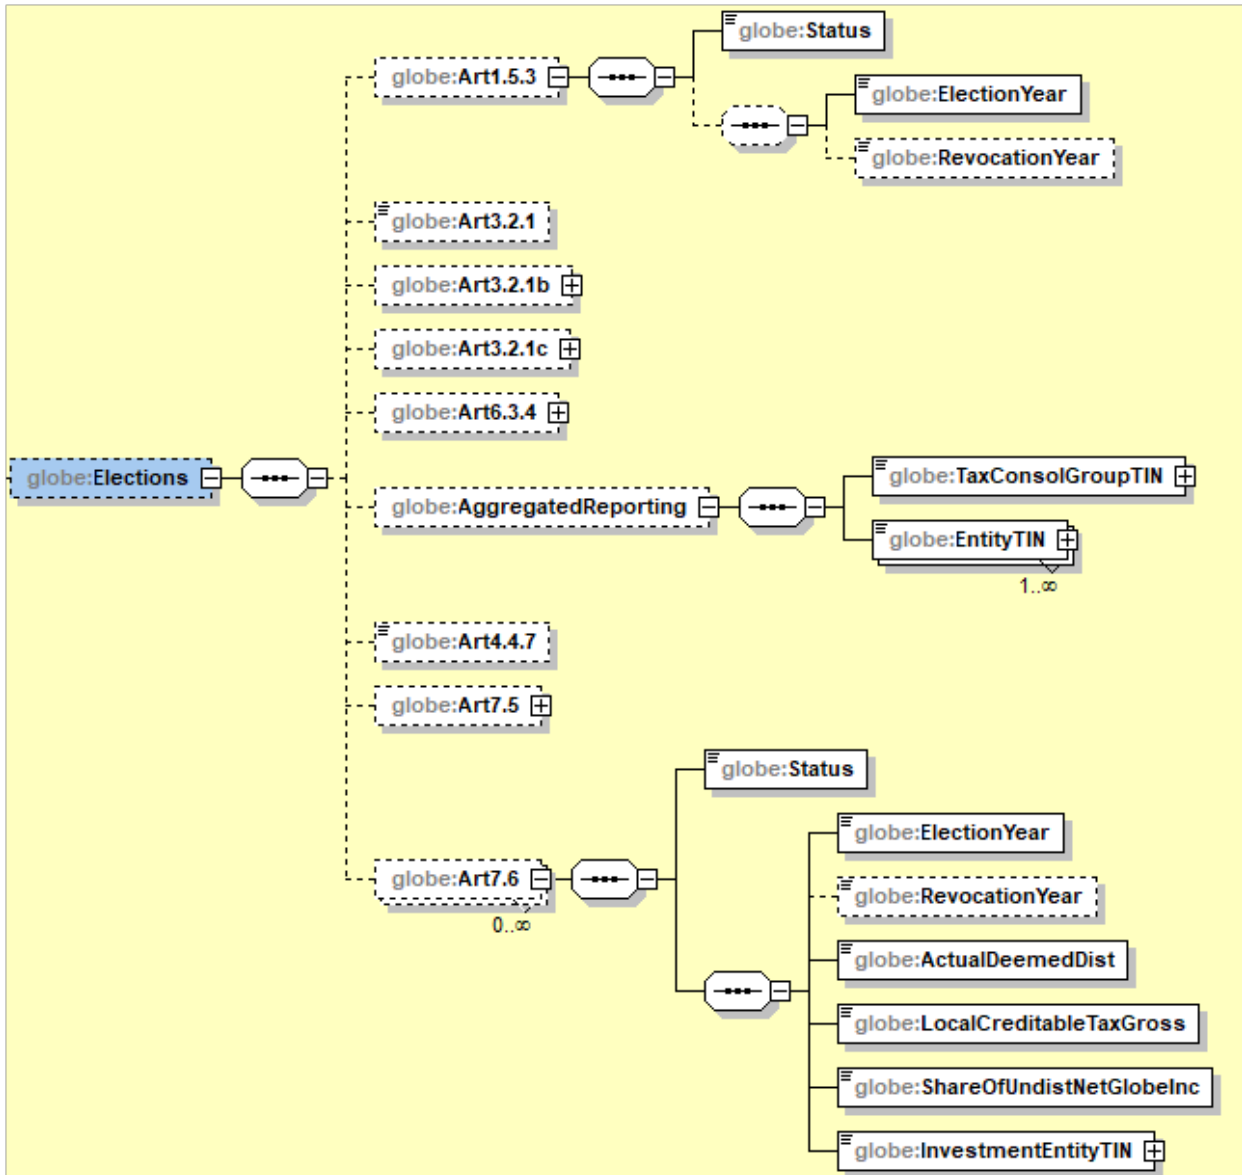 globe:Status
globe:Art1.5.3
globe:ElectionYear
globe:RevocationYear
globe:Art3.2.1
globe:Art3.2.1b
globe:Art3.2.1c
globe:Art6.3.4
globe:Elections
globe:TaxConsolGroupTIN
globe:AggregatedReporting
globe:EntityTIN
1..∞
globe:Art4.4.7
globe:Art7.5
globe:Status
globe:ElectionYear
globe:Art7.6
0..∞
globe:RevocationYear
globe:ActualDeemedDist
globe:LocalCreditableTaxGross
globe:ShareOfUndistNetGlobeInc
globe:InvestmentEntityTIN